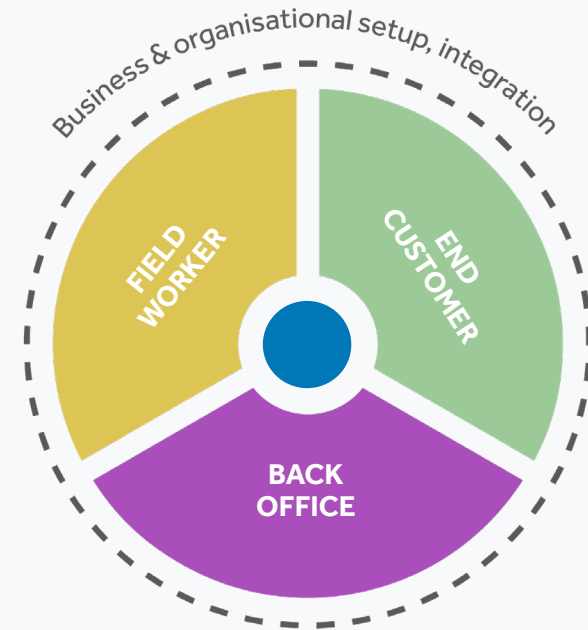 Business & organisational setup, integration
FIELD
WORKER
END
CUSTOMER
BACK
OFFICE